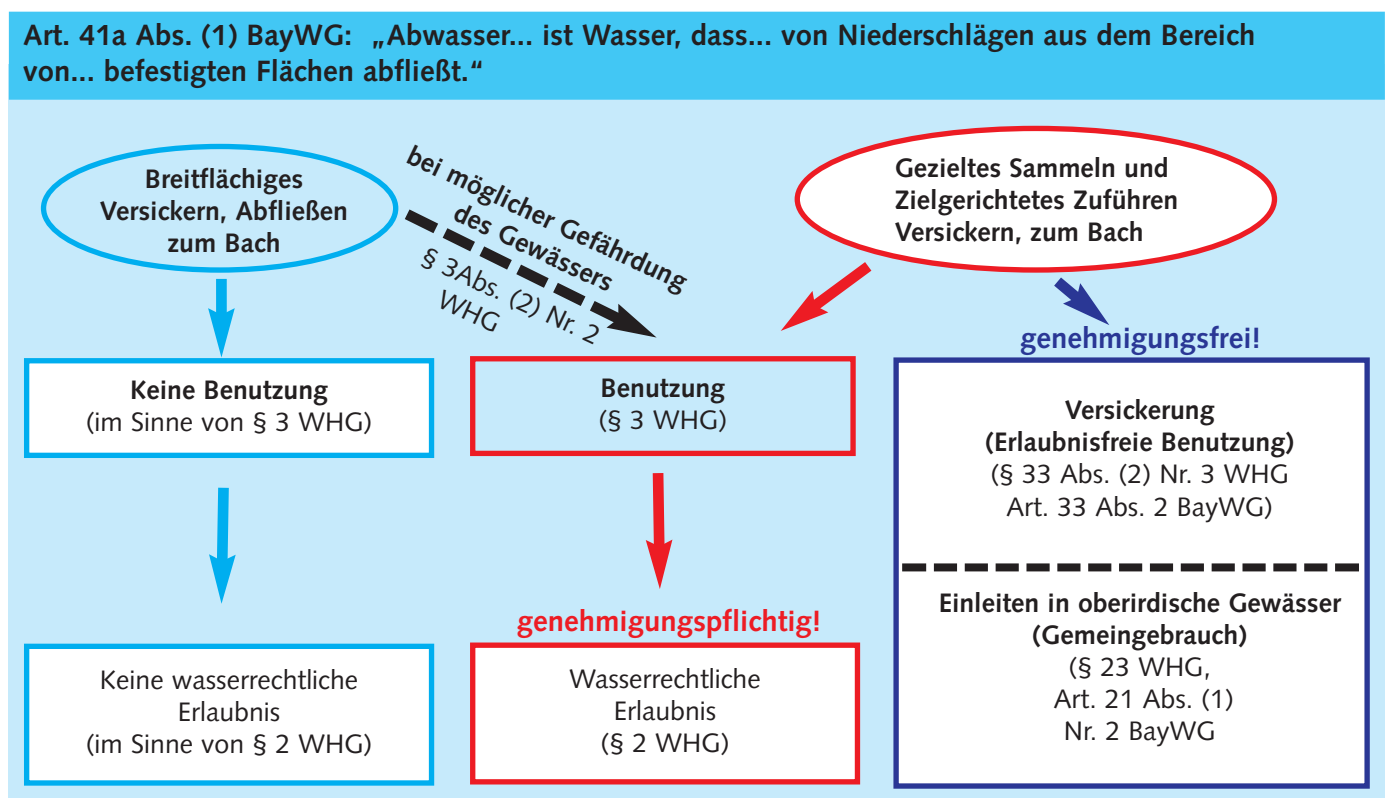 Art. 41a Abs. (1) BayWG: „Abwasser... ist Wasser, dass... von Niederschlägen aus dem Bereich
von... befestigten Flächen abfließt.“
Breitflächiges
Versickern, Abfließen
zum Bach
bei möglicher Gefährdung
des Gewässers
§ 3Abs. (2) Nr. 2
WHG
Gezieltes Sammeln und
Zielgerichtetes Zuführen
Versickern, zum Bach
Keine Benutzung
(im Sinne von § 3 WHG)
Benutzung
(§ 3 WHG)
genehmigungsfrei!
Versickerung
(Erlaubnisfreie Benutzung)
(§ 33 Abs. (2) Nr. 3 WHG
Art. 33 Abs. 2 BayWG)
Einleiten in oberirdische Gewässer
(Gemeingebrauch)
(§ 23 WHG,
Art. 21 Abs. (1)
Nr. 2 BayWG
Keine wasserrechtliche
Erlaubnis
(im Sinne von § 2 WHG)
genehmigungspflichtig!
Wasserrechtliche
Erlaubnis
(§ 2 WHG)